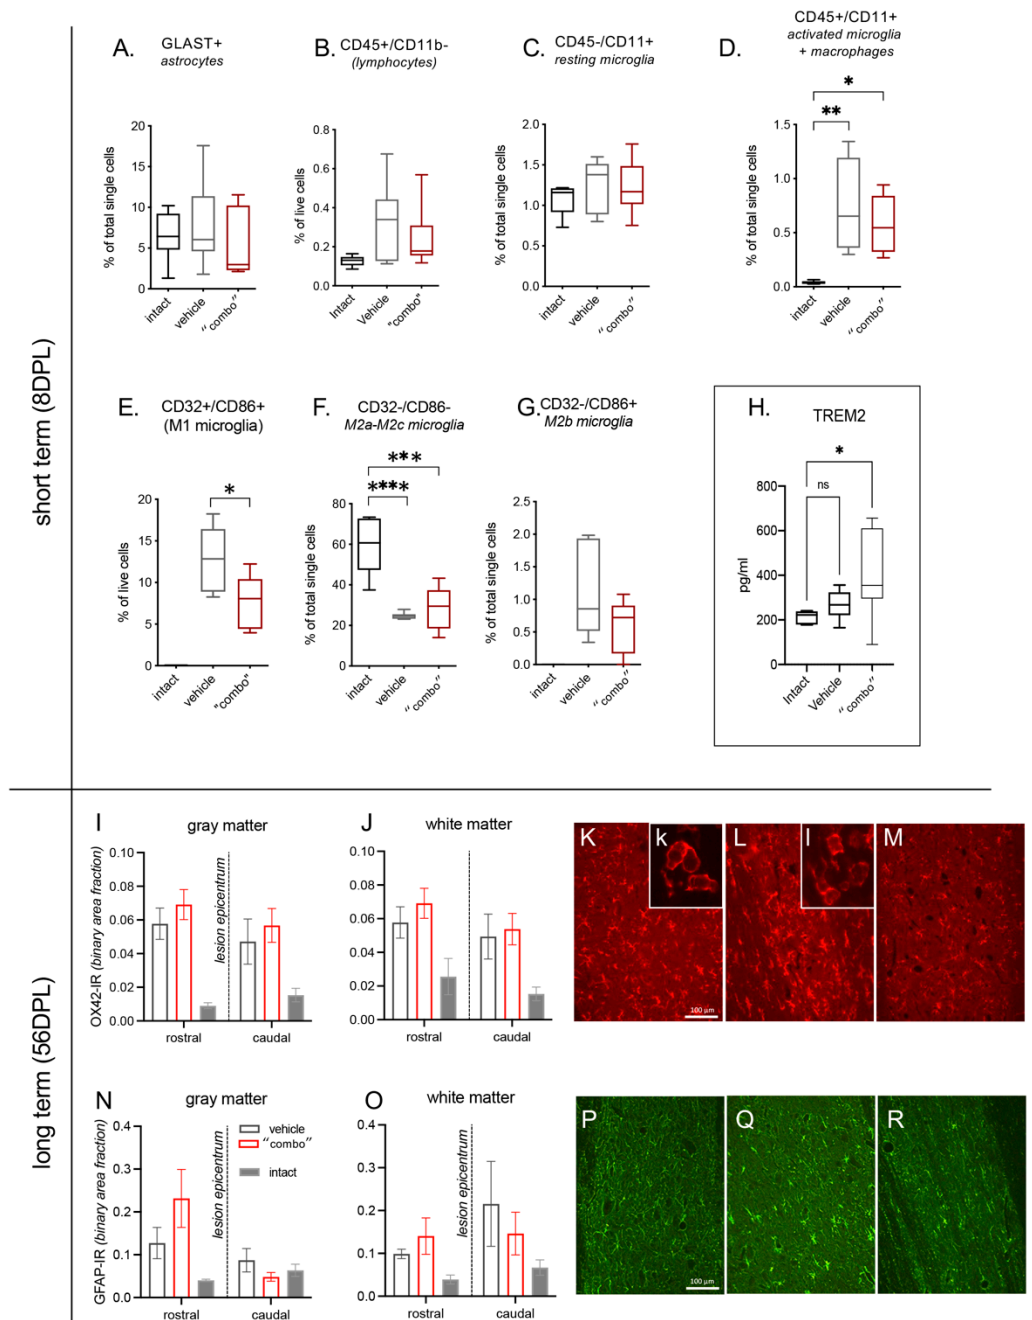 short term (8DPL)
A.
GLAST+
astrocytes
% of total single cells
20
15
10
5
0
intact
vehicle
“combo”
B.
CD45+/CD11b-
(lymphocytes)
% of live cells
0.8
0.6
0.4
0.2
0.0
Intact
Vehicle
"combo"
C.
CD45-/CD11+
resting microglia
% of total single cells
2.0
1.5
1.0
0.5
0.0
intact
vehicle
“combo”
D.
CD45+/CD11+
activated microglia
+ macrophages
*
**
% of total single cells
1.5
1.0
0.5
0.0
intact
vehicle
“combo”
E.
CD32+/CD86+
(M1 microglia)
*
% of live cells
20
15
10
5
0
intact
vehicle
"combo"
F.
CD32-/CD86-
M2a-M2c microglia
***
****
% of total single cells
80
60
40
20
0
intact
vehicle
“combo”
G.
CD32-/CD86+
M2b microglia
% of total single cells
2.5
2.0
1.5
1.0
0.5
0.0
intact
vehicle
“combo”
H.
TREM2
*
ns
pg/ml
800
600
400
200
0
Intact
Vehicle
“combo”
long term (56DPL)
I
gray matter
OX42-IR (binary area fraction)
0.10
0.08
0.06
0.04
0.02
0.00
lesion epicentrum
rostral
caudal
J
white matter
0.10
0.08
0.06
0.04
0.02
0.00
rostral
caudal
K
k
100 µm
L
l
M
N
gray matter
GFAP-IR (binary area fraction)
0.4
0.3
0.2
0.1
0.0
lesion epicentrum
vehicle
“combo”
intact
rostral
caudal
O
white matter
0.4
0.3
0.2
0.1
0.0
lesion epicentrum
rostral
caudal
P
100 µm
Q
R